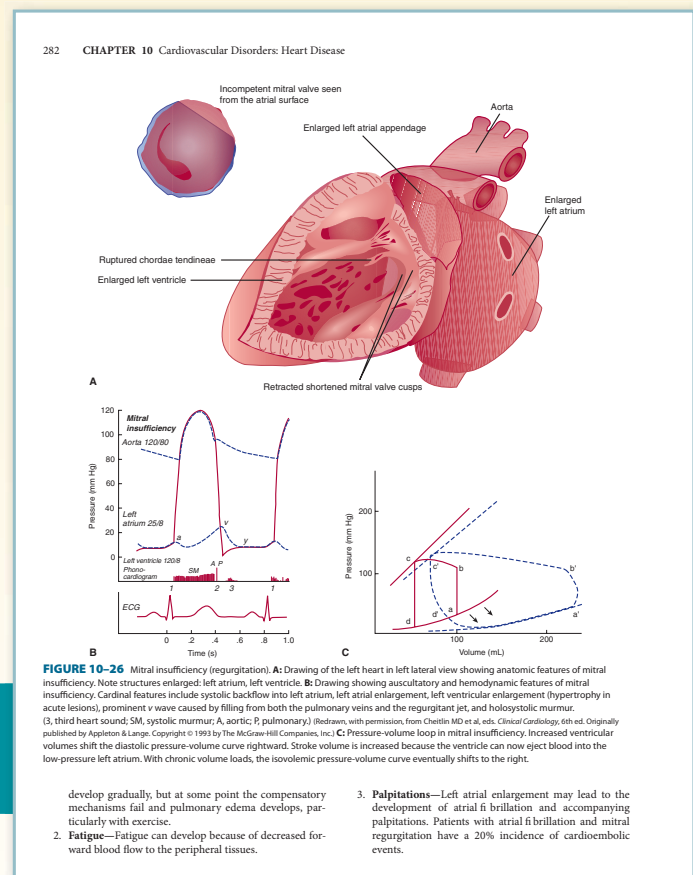 282 CHAPTER 10 Cardiovascular Disorders: Heart Disease
Incompetent mitral valve seen
from the atrial surface
Aorta
Enlarged left atrial appendage
Enlarged
left atrium
Ruptured chordae tendineae
Enlarged left ventricle
A
Retracted shortened mitral valve cusps
120
100
80
60
40
20
0
Pressure (mm Hg)
Mitral
insufficiency
Aorta 120/80
Left
atrium 25/8
a
v
y
Left ventricle 120/8
Phono-
cardiogram
SM
A P
1
2
3
1
ECG
0 .2 .4 .6 .8 1.0
Time (s)
B
200
100
Pressure (mm Hg)
c
c'
b
b'
d
d'
a
a'
100 200
Volume (mL)
C
FIGURE 10–26 Mitral insufficiency (regurgitation). A: Drawing of the left heart in left lateral view showing anatomic features of mitral
insufficiency. Note structures enlarged: left atrium, left ventricle. B: Drawing showing auscultatory and hemodynamic features of mitral
insufficiency. Cardinal features include systolic backflow into left atrium, left atrial enlargement, left ventricular enlargement (hypertrophy in
acute lesions), prominent v wave caused by filling from both the pulmonary veins and the regurgitant jet, and holosystolic murmur.
(3, third heart sound; SM, systolic murmur; A, aortic; P, pulmonary.) (Redrawn, with permission, from Cheitlin MD et al, eds. Clinical Cardiology, 6th ed. Originally
published by Appleton & Lange. Copyright © 1993 by The McGraw-Hill Companies, Inc.) C: Pressure-volume loop in mitral insufficiency. Increased ventricular
volumes shift the diastolic pressure-volume curve rightward. Stroke volume is increased because the ventricle can now eject blood into the
low-pressure left atrium. With chronic volume loads, the isovolemic pressure-volume curve eventually shifts to the right.
develop gradually, but at some point the compensatory
mechanisms fail and pulmonary edema develops, par-
ticularly with exercise.
2. Fatigue—Fatigue can develop because of decreased for-
ward blood flow to the peripheral tissues.
3. Palpitations—Left atrial enlargement may lead to the
development of atrial fi brillation and accompanying
palpitations. Patients with atrial fi brillation and mitral
regurgitation have a 20% incidence of cardioembolic
events.